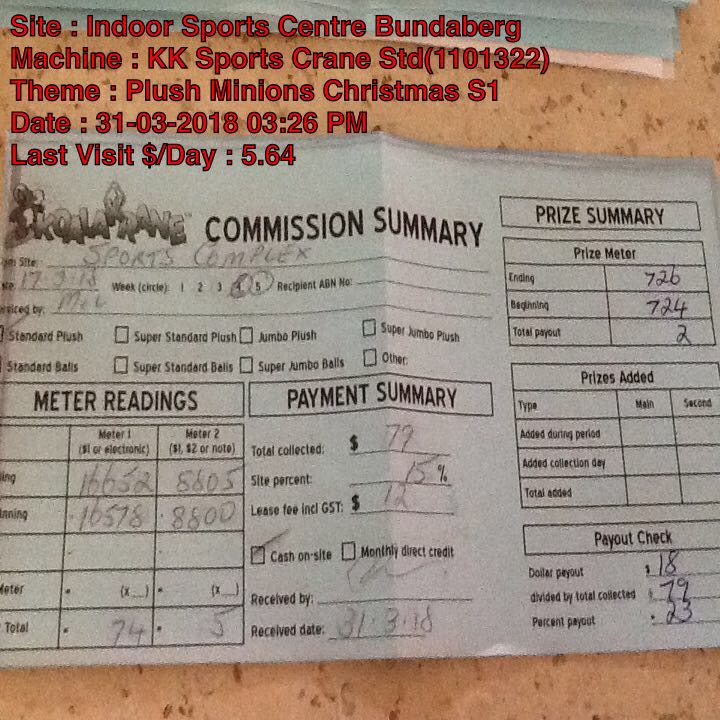 Site : Indoor Sports Centre Bundaberg
Machine : KK Sports Crane Std(1101322)
Theme : Plush Minions Christmas S1
Date : 31-03-2018 03:26 PM
Last Visit $/Day : 5.64
KOALA KRANE COMMISSION SUMMARY
Site: SPORTS COMPLEX
Week (circle): 1 2 3 4 5 Recipient ABN No:
Standard Plush Super Standard Plush Jumbo Plush Super Jumbo Plush
Standard Balls Super Standard Balls Super Jumbo Balls Other:
METER READINGS
Meter 1 Meter 2
($1 or electronic) ($1, $2 or note)
16652 8805
16578 8800
(x__) (x__)
Total 74 5
PAYMENT SUMMARY
Total collected: $ 79
Site percent: 15 %
Lease fee incl GST: $ 12
Cash on-site Monthly direct credit
Received by:
Received date: 31.3.18
PRIZE SUMMARY
Prize Meter
Ending 726
Beginning 724
Total payout 2
Prizes Added
Type Main Second
Added during period
Added collection day
Total added
Payout Check
Dollar payout $ 18
divided by total collected $ 79
Percent payout 23